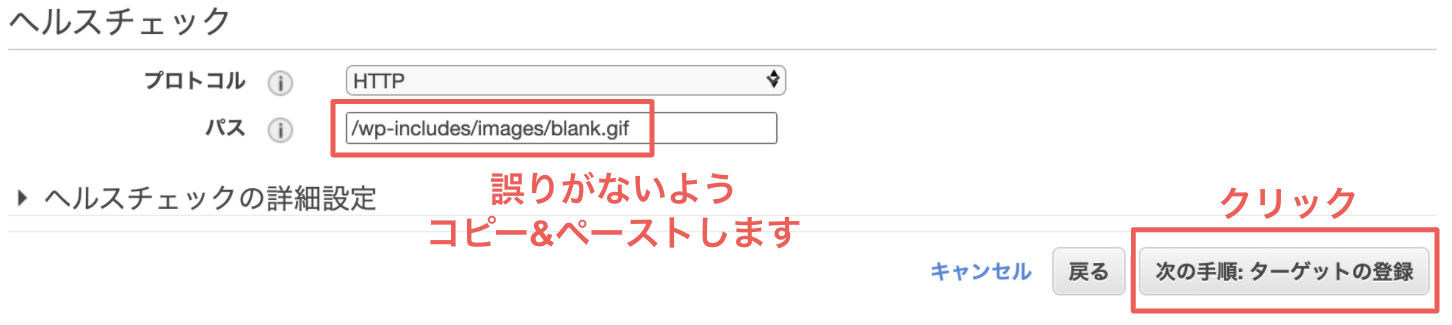 ヘルスチェック
プロトコル i HTTP
パス i /wp-includes/images/blank.gif
ヘルスチェックの詳細設定
誤りがないよう
コピー&ペーストします
クリック
キャンセル 戻る 次の手順: ターゲットの登録